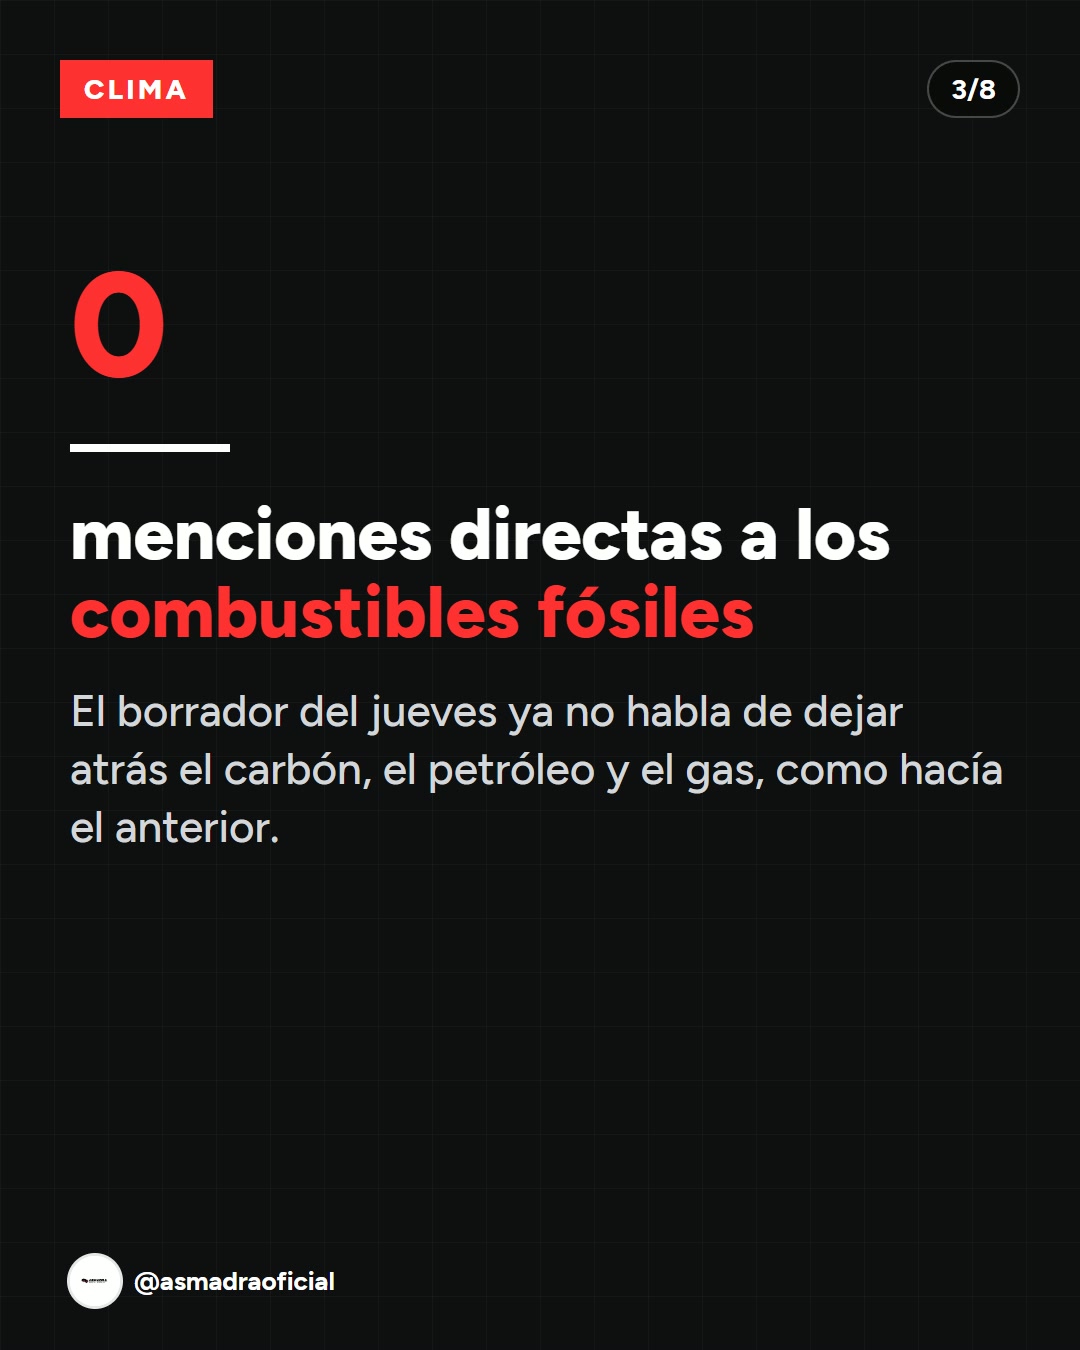 CLIMA
3/8
0
menciones directas a los
combustibles fósiles
El borrador del jueves ya no habla de dejar
atrás el carbón, el petróleo y el gas, como hacía
el anterior.
@asmadraoficial